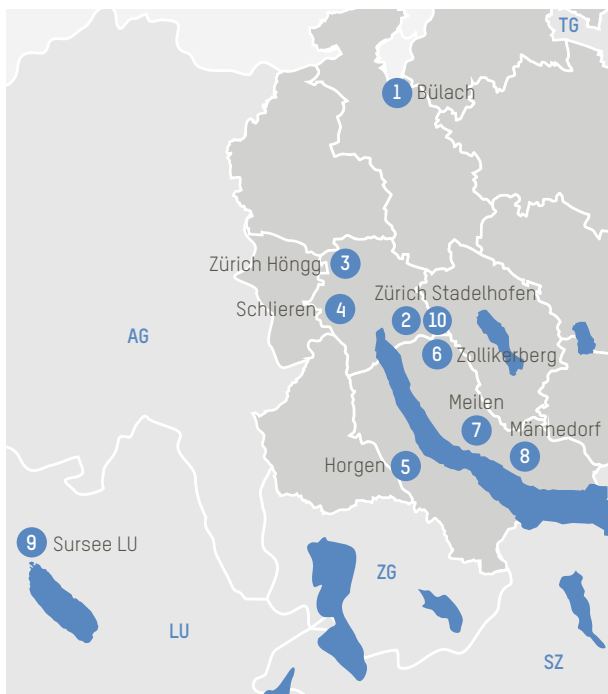 TG
1 Bülach
Zürich Höngg 3
Schlieren 4
Zürich Stadelhofen
2 10
AG
6 Zollikerberg
Meilen
7
Männedorf
8
Horgen 5
9 Sursee LU
ZG
LU
SZ